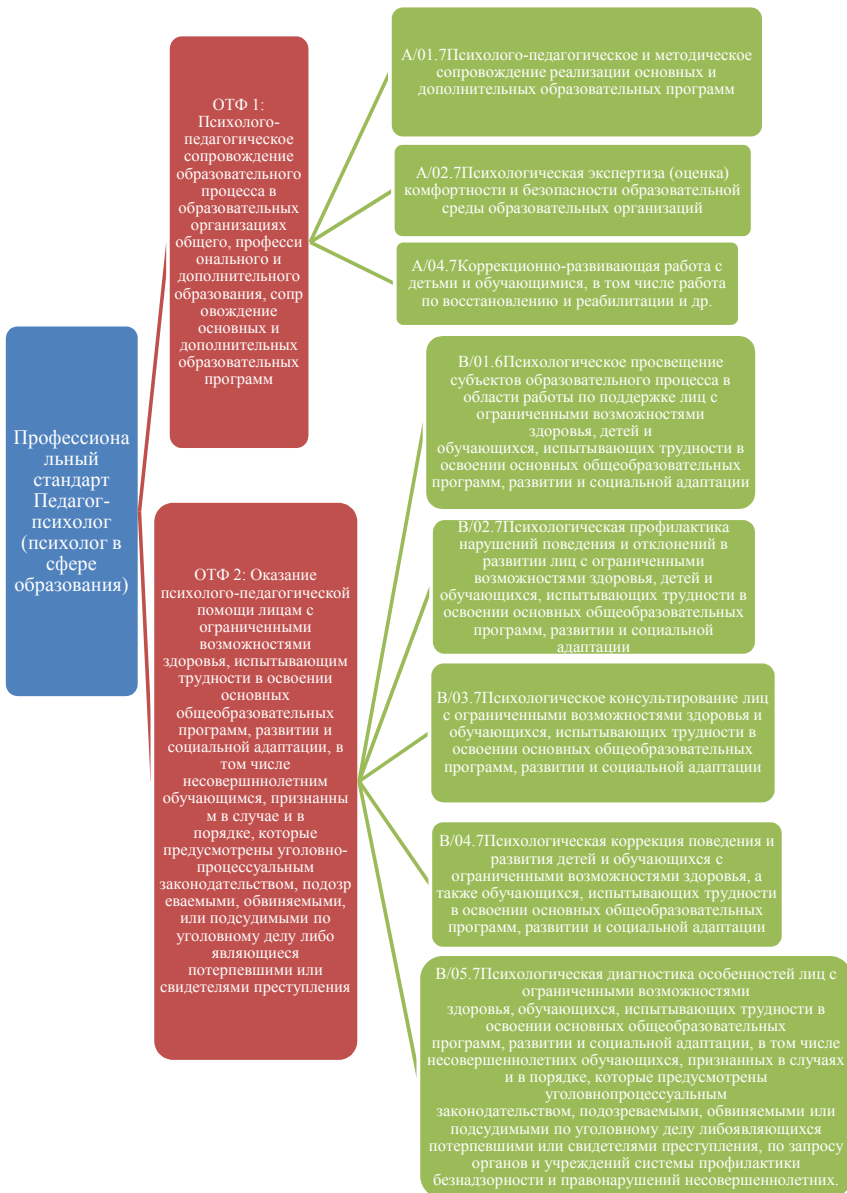 Профессиона
льный
стандарт
Педагог-
психолог
(психолог в
сфере
образования)
ОТФ 1:
Психолого-
педагогическое
сопровождение
образовательного
процесса в
образовательных
организациях
общего, професси
онального и
дополнительного
образования, сопр
овождение
основных и
дополнительных
образовательных
программ
А/01.7Психолого-педагогическое и методическое
сопровождение реализации основных и
дополнительных образовательных программ
А/02.7Психологическая экспертиза (оценка)
комфортности и безопасности образовательной
среды образовательных организаций
А/04.7Коррекционно-развивающая работа с
детьми и обучающимися, в том числе работа
по восстановлению и реабилитации и др.
ОТФ 2: Оказание
психолого-педагогической
помощи лицам с
ограниченными
возможностями
здоровья, испытывающим
трудности в освоении
основных
общеобразовательных
программ, развитии и
социальной адаптации, в
том числе
несовершннолетним
обучающимся, признанны
м в случае и в
порядке, которые
предусмотрены уголовно-
процессуальным
законодательством, подозр
еваемыми, обвиняемыми,
или подсудимыми по
уголовному делу либо
являющиеся
потерпевшими или
свидетелями преступления
В/01.6Психологическое просвещение
субъектов образовательного процесса в
области работы по поддержке лиц с
ограниченными возможностями
здоровья, детей и
обучающихся, испытывающих трудности в
освоении основных общеобразовательных
программ, развитии и социальной адаптации
В/02.7Психологическая профилактика
нарушений поведения и отклонений в
развитии лиц с ограниченными
возможностями здоровья, детей и
обучающихся, испытывающих трудности в
освоении основных общеобразовательных
программ, развитии и социальной
адаптации
В/03.7Психологическое консультирование лиц
с ограниченными возможностями здоровья и
обучающихся, испытывающих трудности в
освоении основных общеобразовательных
программ, развитии и социальной адаптации
В/04.7Психологическая коррекция поведения и
развития детей и обучающихся с
ограниченными возможностями здоровья, а
также обучающихся, испытывающих трудности
в освоении основных общеобразовательных
программ, развитии и социальной адаптации
В/05.7Психологическая диагностика особенностей лиц с
ограниченными возможностями
здоровья, обучающихся, испытывающих трудности в
освоении основных общеобразовательных
программ, развитии и социальной адаптации, в том числе
несовершеннолетних обучающихся, признанных в случаях
и в порядке, которые предусмотрены
уголовнопроцессуальным
законодательством, подозреваемыми, обвиняемыми или
подсудимыми по уголовному делу либоявляющихся
потерпевшими или свидетелями преступления, по запросу
органов и учреждений системы профилактики
безнадзорности и правонарушений несовершеннолетних.